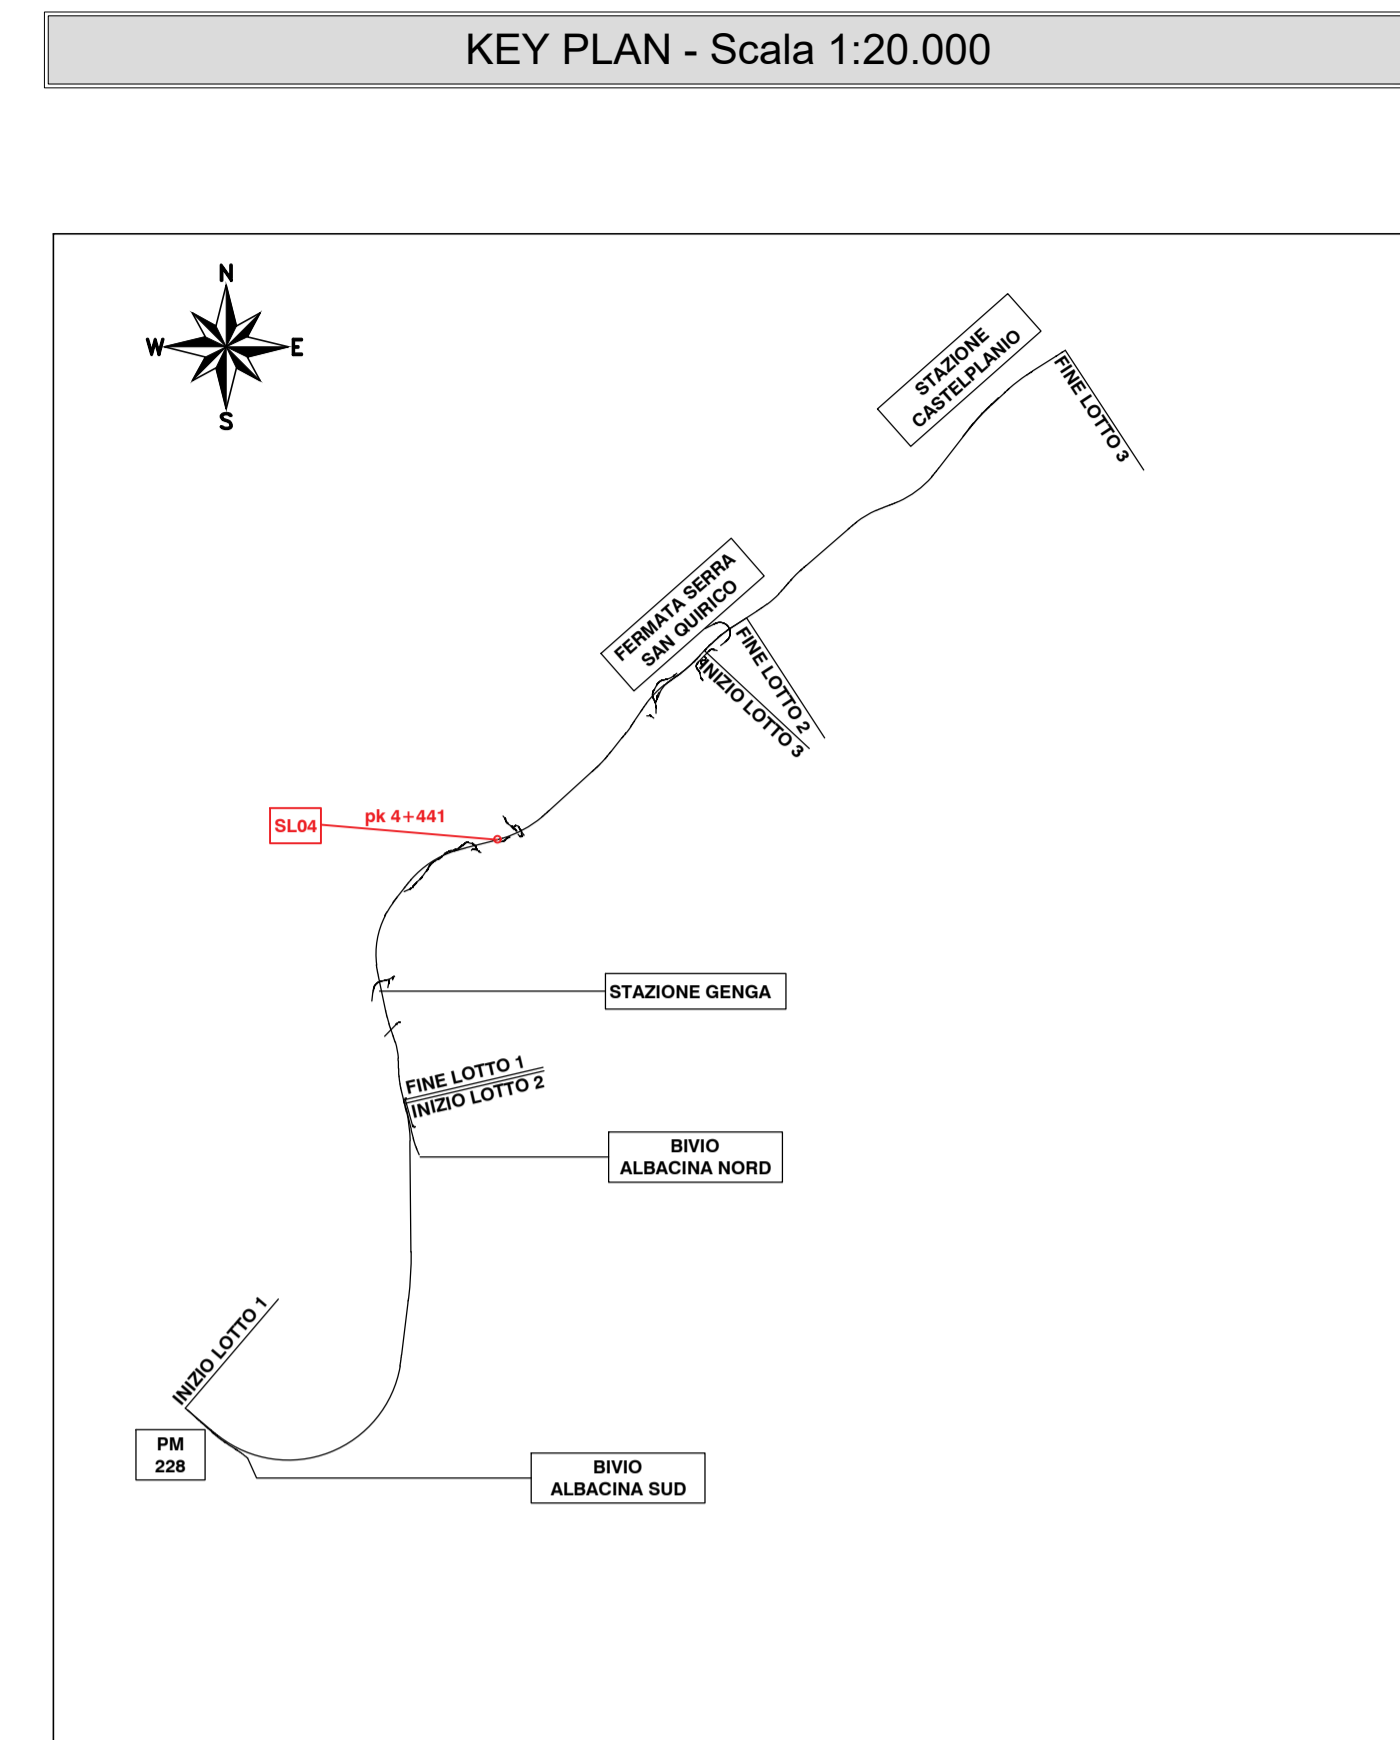 KEY PLAN - Scala 1:20.000
N
W
E
S
STAZIONE
CASTELPLANIO
FINE LOTTO 3
FERMATA SERRA
SAN QUIRICO
FINE LOTTO 2
INIZIO LOTTO 3
SL04
pk 4+441
STAZIONE GENGA
FINE LOTTO 1
INIZIO LOTTO 2
BIVIO
ALBACINA NORD
INIZIO LOTTO 1
PM
228
BIVIO
ALBACINA SUD